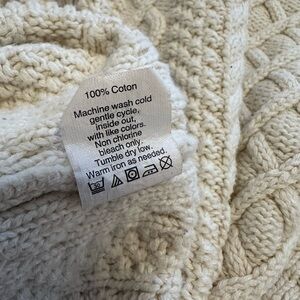 100% Coton
Machine wash cold
gentle cycle,
inside out,
with like colors.
Non chlorine
bleach only.
Tumble dry low.
Warm iron as needed.